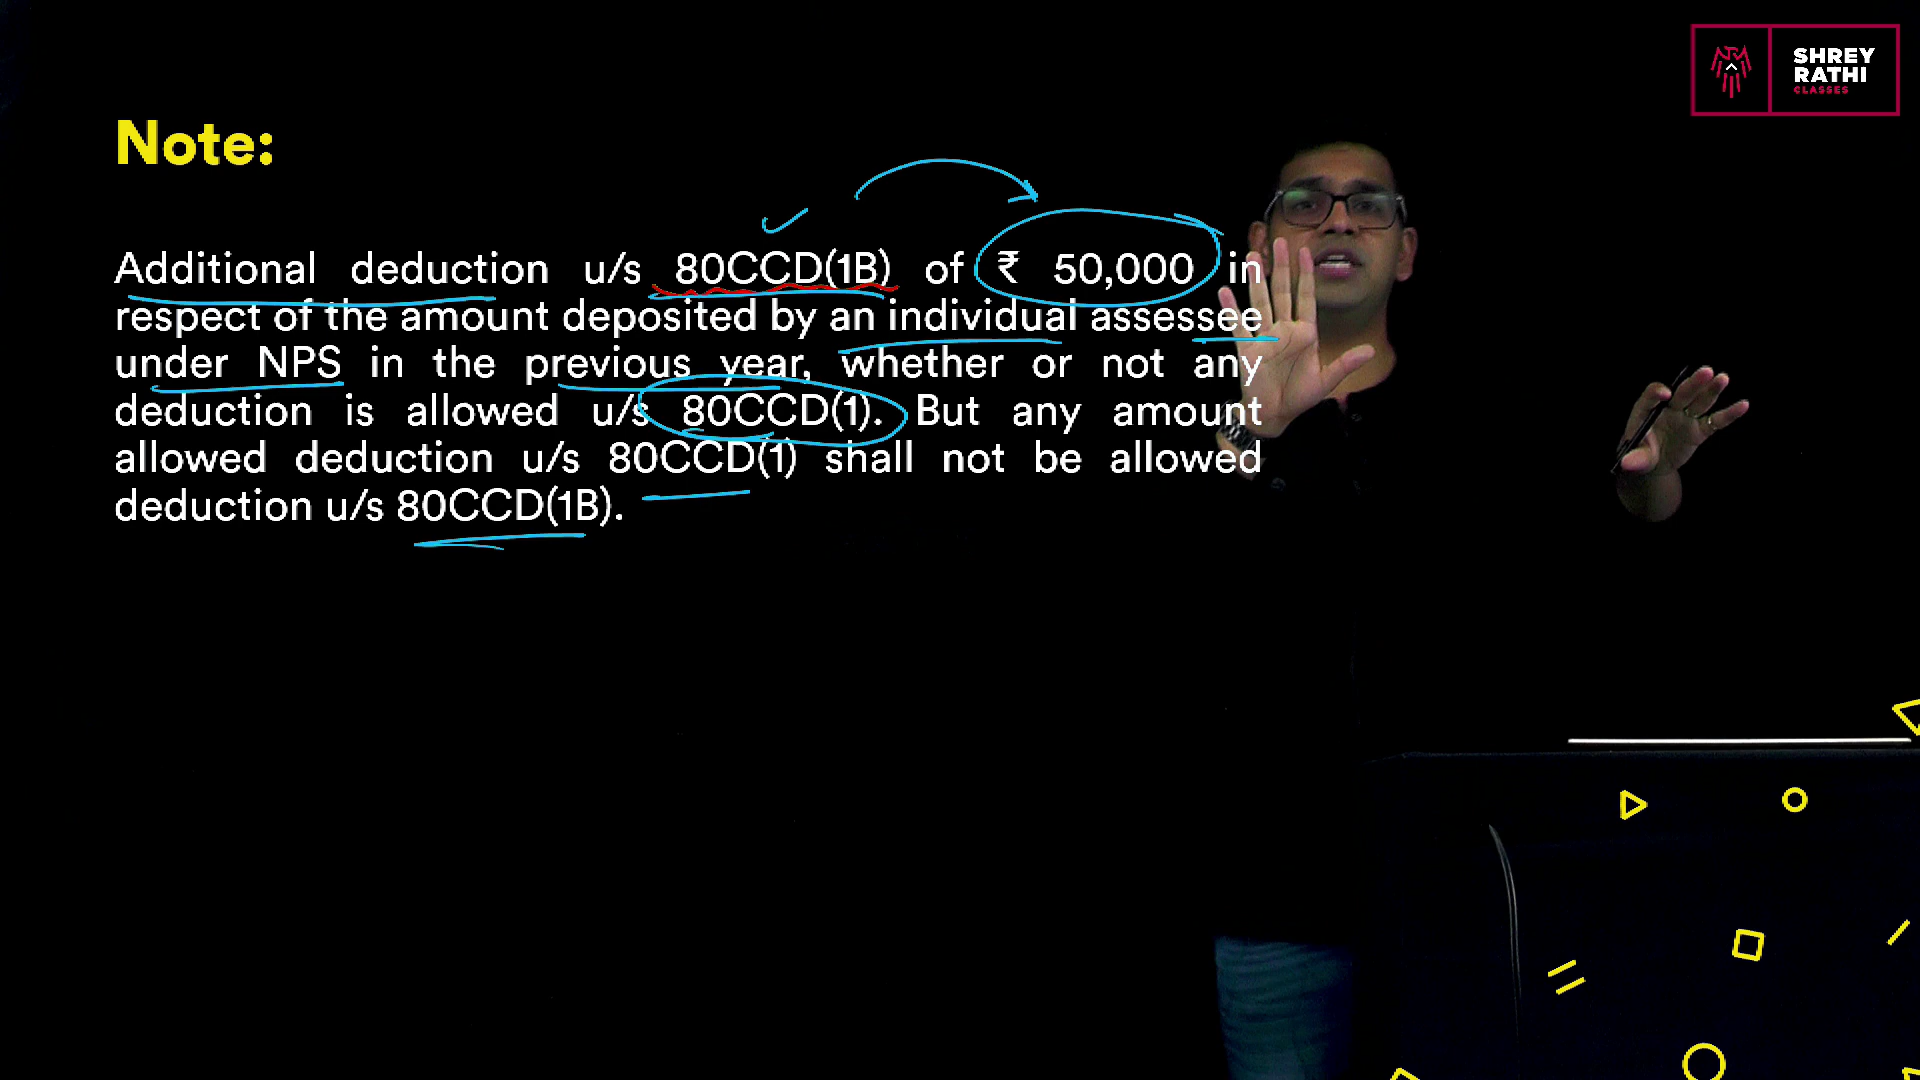 SHREY
RATHI
CLASSES
Note:
Additional deduction u/s 80CCD(1B) of ₹ 50,000 in
respect of the amount deposited by an individual assessee
under NPS in the previous year, whether or not any
deduction is allowed u/s 80CCD(1). But any amount
allowed deduction u/s 80CCD(1) shall not be allowed
deduction u/s 80CCD(1B).